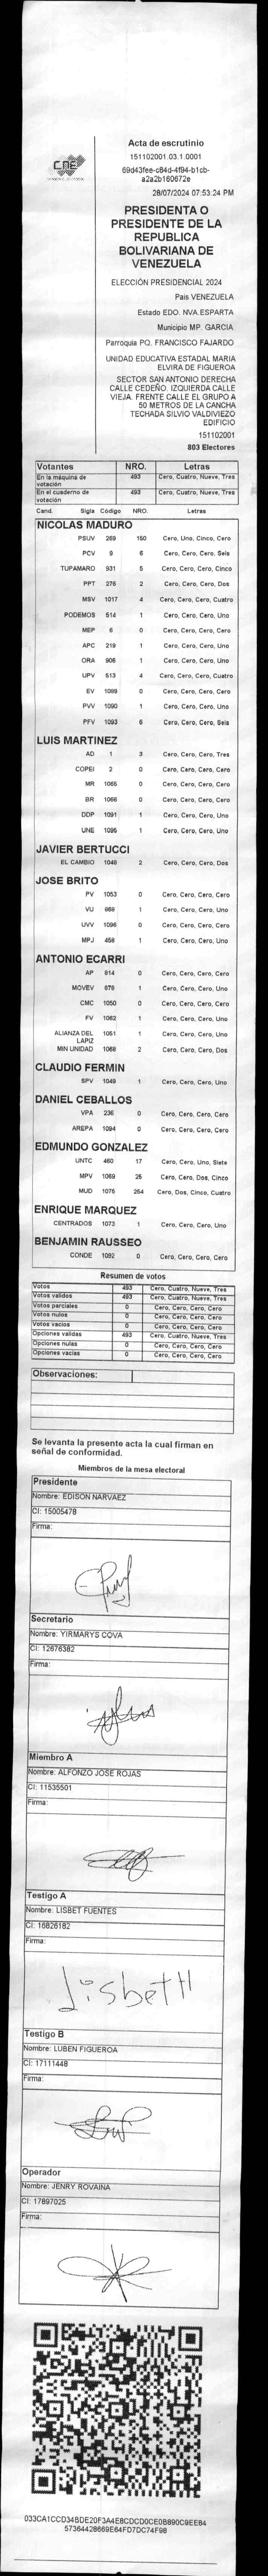 CNE
Acta de escrutinio
151102001.03.1.0001
69d43fee-c84d-4f94-b1cb-
a2a2b160672e
28/07/2024 07:53:24 PM
PRESIDENTA O
PRESIDENTE DE LA
REPUBLICA
BOLIVARIANA DE
VENEZUELA
ELECCIÓN PRESIDENCIAL 2024
Pais VENEZUELA
Estado EDO. NVA.ESPARTA
Municipio MP. GARCIA
Parroquia PQ. FRANCISCO FAJARDO
UNIDAD EDUCATIVA ESTADAL MARIA
ELVIRA DE FIGUEROA
SECTOR SAN ANTONIO DERECHA
CALLE CEDEÑO. IZQUIERDA CALLE
VIEJA. FRENTE CALLE EL GRUPO A
50 METROS DE LA CANCHA
TECHADA SILVIO VALDIVIEZO
EDIFICIO
151102001
803 Electores
Votantes NRO. Letras
En la máquina de votación 493 Cero, Cuatro, Nueve, Tres
En el cuaderno de votación 493 Cero, Cuatro, Nueve, Tres
Cand. Sigla Código NRO. Letras
NICOLAS MADURO
PSUV 269 150 Cero, Uno, Cinco, Cero
PCV 9 6 Cero, Cero, Cero, Seis
TUPAMARO 931 5 Cero, Cero, Cero, Cinco
PPT 276 2 Cero, Cero, Cero, Dos
MSV 1017 4 Cero, Cero, Cero, Cuatro
PODEMOS 514 1 Cero, Cero, Cero, Uno
MEP 6 0 Cero, Cero, Cero, Cero
APC 219 1 Cero, Cero, Cero, Uno
ORA 906 1 Cero, Cero, Cero, Uno
UPV 513 4 Cero, Cero, Cero, Cuatro
EV 1089 0 Cero, Cero, Cero, Cero
PVV 1090 1 Cero, Cero, Cero, Uno
PFV 1093 6 Cero, Cero, Cero, Seis
LUIS MARTINEZ
AD 1 3 Cero, Cero, Cero, Tres
COPEI 2 0 Cero, Cero, Cero, Cero
MR 1065 0 Cero, Cero, Cero, Cero
BR 1066 0 Cero, Cero, Cero, Cero
DDP 1091 1 Cero, Cero, Cero, Uno
UNE 1095 1 Cero, Cero, Cero, Uno
JAVIER BERTUCCI
EL CAMBIO 1048 2 Cero, Cero, Cero, Dos
JOSE BRITO
PV 1053 0 Cero, Cero, Cero, Cero
VU 969 1 Cero, Cero, Cero, Uno
UVV 1096 0 Cero, Cero, Cero, Cero
MPJ 458 1 Cero, Cero, Cero, Uno
ANTONIO ECARRI
AP 814 0 Cero, Cero, Cero, Cero
MOVEV 878 1 Cero, Cero, Cero, Uno
CMC 1050 0 Cero, Cero, Cero, Cero
FV 1062 1 Cero, Cero, Cero, Uno
ALIANZA DEL LAPIZ 1051 1 Cero, Cero, Cero, Uno
MIN UNIDAD 1068 2 Cero, Cero, Cero, Dos
CLAUDIO FERMIN
SPV 1049 1 Cero, Cero, Cero, Uno
DANIEL CEBALLOS
VPA 236 0 Cero, Cero, Cero, Cero
AREPA 1094 0 Cero, Cero, Cero, Cero
EDMUNDO GONZALEZ
UNTC 460 17 Cero, Cero, Uno, Siete
MPV 1069 25 Cero, Cero, Dos, Cinco
MUD 1075 254 Cero, Dos, Cinco, Cuatro
ENRIQUE MARQUEZ
CENTRADOS 1073 1 Cero, Cero, Cero, Uno
BENJAMIN RAUSSEO
CONDE 1092 0 Cero, Cero, Cero, Cero
Resumen de votos
Votos 493 Cero, Cuatro, Nueve, Tres
Votos validos 493 Cero, Cuatro, Nueve, Tres
Votos parciales 0 Cero, Cero, Cero, Cero
Votos nulos 0 Cero, Cero, Cero, Cero
Votos vacios 0 Cero, Cero, Cero, Cero
Opciones validas 493 Cero, Cuatro, Nueve, Tres
Opciones nulas 0 Cero, Cero, Cero, Cero
Opciones vacias 0 Cero, Cero, Cero, Cero
Observaciones:
Se levanta la presente acta la cual firman en
señal de conformidad.
Miembros de la mesa electoral
Presidente
Nombre: EDISON NARVAEZ
CI: 15005478
Firma:
Secretario
Nombre: YIRMARYS COVA
CI: 12676382
Firma:
Miembro A
Nombre: ALFONZO JOSE ROJAS
CI: 11535501
Firma:
Testigo A
Nombre: LISBET FUENTES
CI: 16826182
Firma:
Lisbett
Testigo B
Nombre: LUBEN FIGUEROA
CI: 17111448
Firma:
Operador
Nombre: JENRY ROVAINA
CI: 17897025
Firma:
033CA1CCD34BDE20F3A4E8CDCD0CE0B890C9EE84
57364428669E64FD7DC74F98